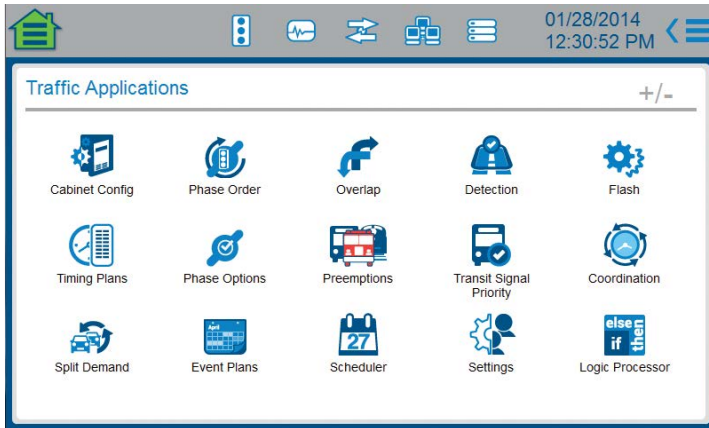 01/28/2014
12:30:52 PM
Traffic Applications
+/-
Cabinet Config
Phase Order
Overlap
Detection
Flash
Timing Plans
Phase Options
Preemptions
Transit Signal
Priority
Coordination
April
27
else
if then
Split Demand
Event Plans
Scheduler
Settings
Logic Processor